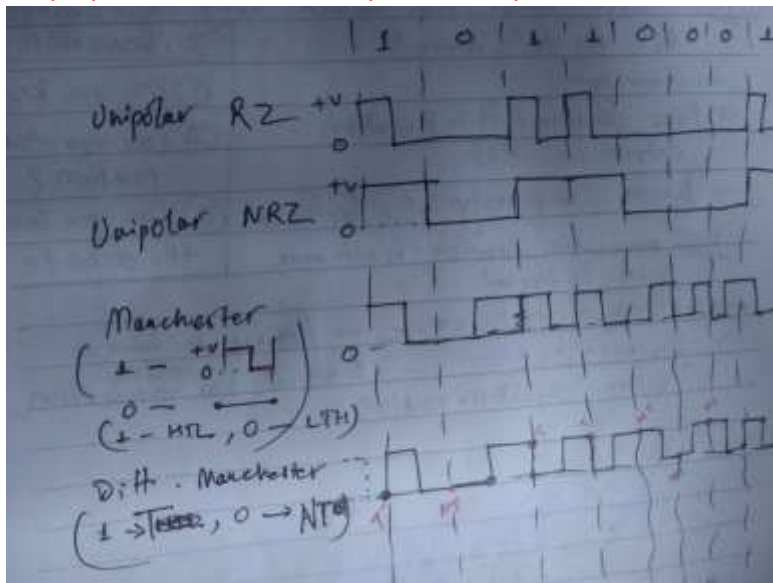 1 0 1 1 0 0 0 1
Unipolar RZ +V
0
Unipolar NRZ +V
0
Manchester
( 1 - +V
0
0 -
(1 - HTL, 0 - LTH)
0
Diff. Manchester
( 1 → , 0 → NT